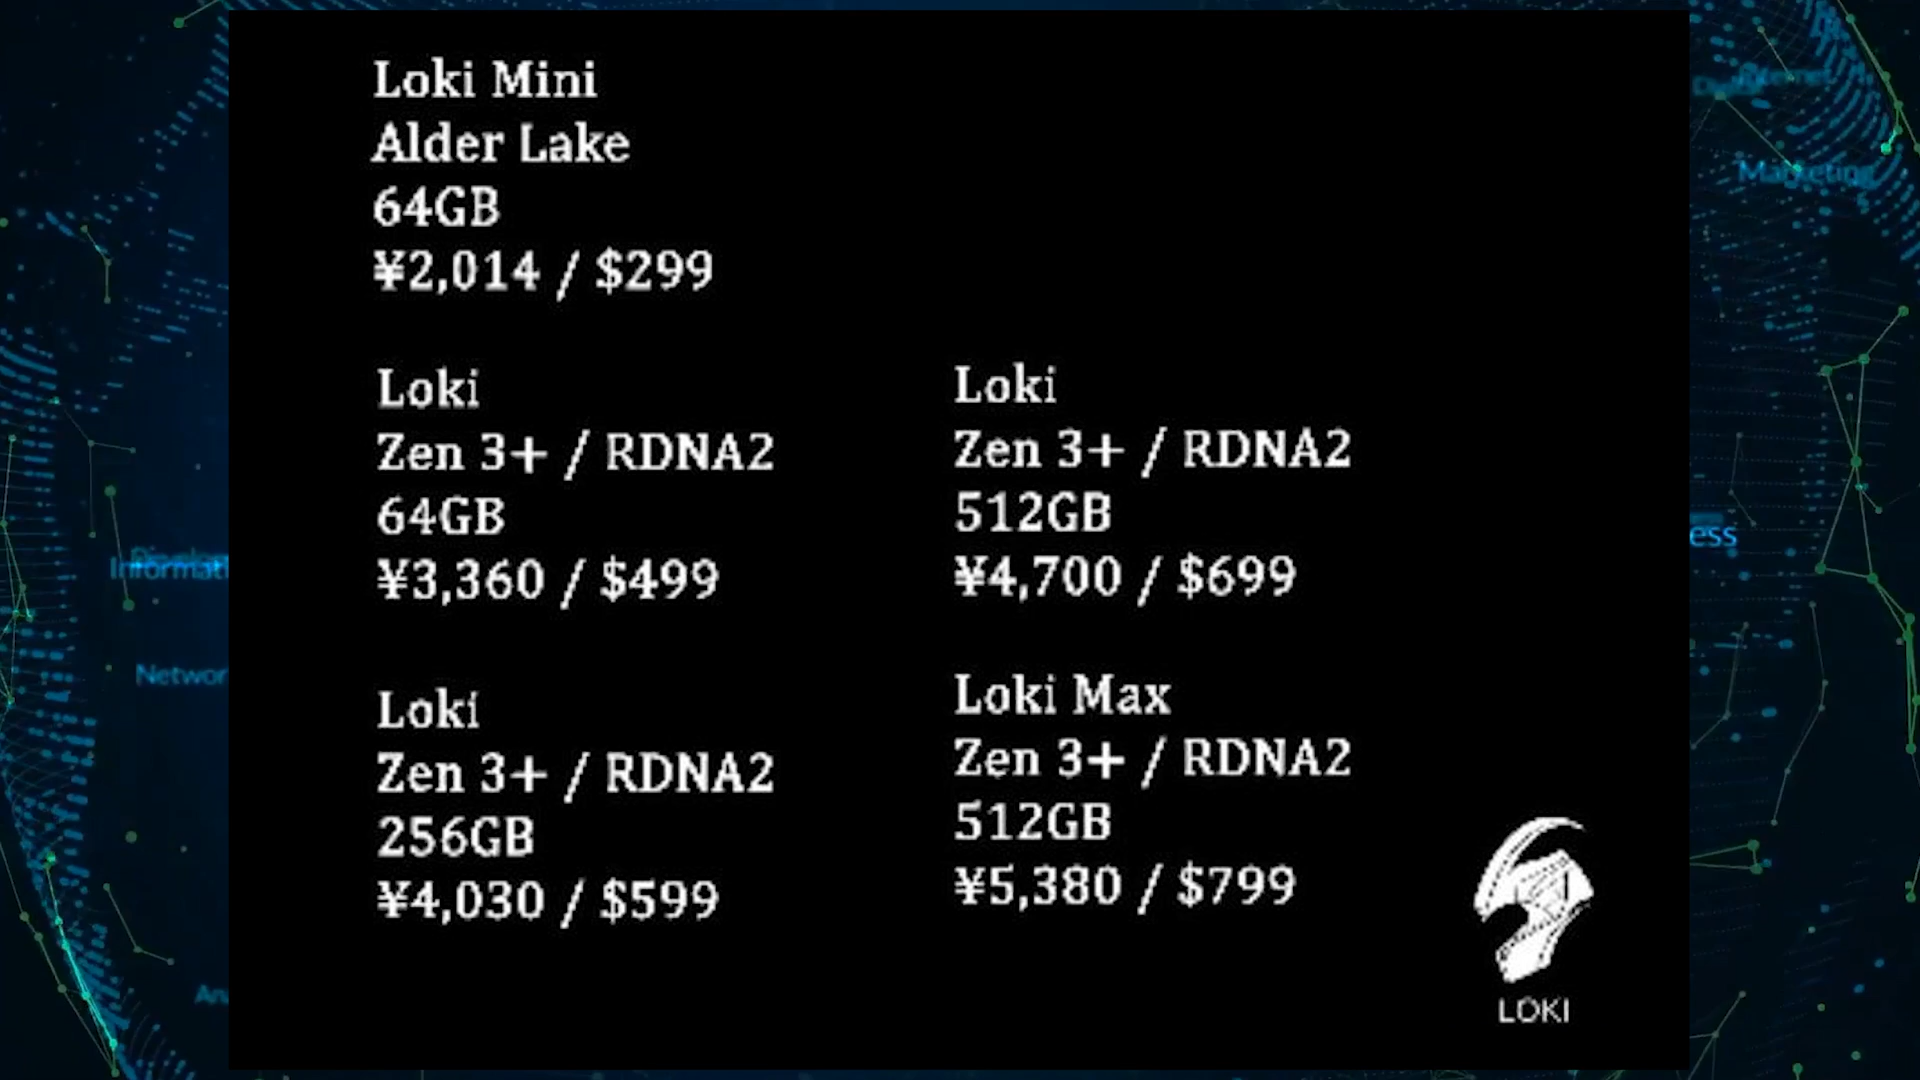 Loki Mini
Alder Lake
64GB
¥2,014 / $299
Loki
Zen 3+ / RDNA2
64GB
¥3,360 / $499
Loki
Zen 3+ / RDNA2
256GB
¥4,030 / $599
Loki
Zen 3+ / RDNA2
512GB
¥4,700 / $699
Loki Max
Zen 3+ / RDNA2
512GB
¥5,380 / $799
LOKI
Marketing